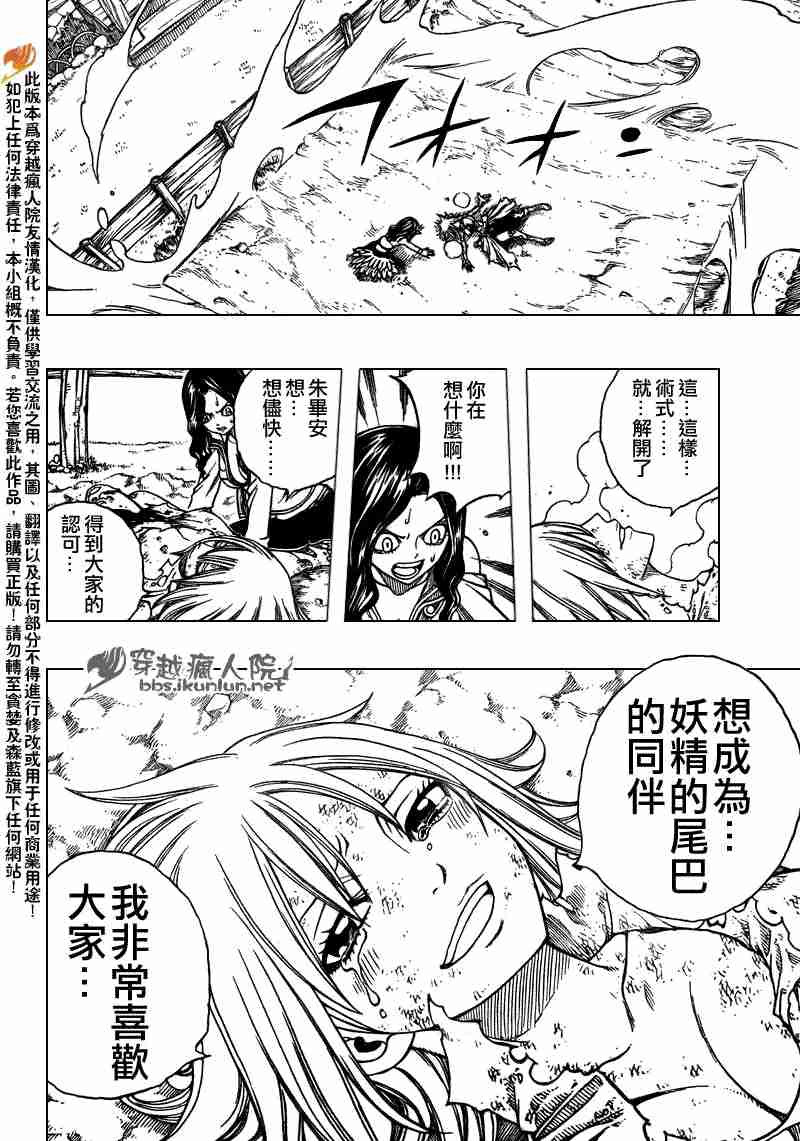 此版本爲穿越瘋人院友情漢化，僅供學習交流之用，其圖、翻譯以及任何部分不得進行修改或用于任何商業用途！
如犯上任何法律責任，本小組概不負責。若您喜歡此作品，請購買正版！請勿轉至貪婪及森藍旗下任何網站！
這…這樣…
術式……
就…解開了
你在
想什麼啊!!!
朱畢安
想…
想儘快…
得到大家的
認可…
穿越瘋人院
bbs.ikunlun.net
想成為…
妖精的尾巴
的同伴
我非常喜歡
大家…